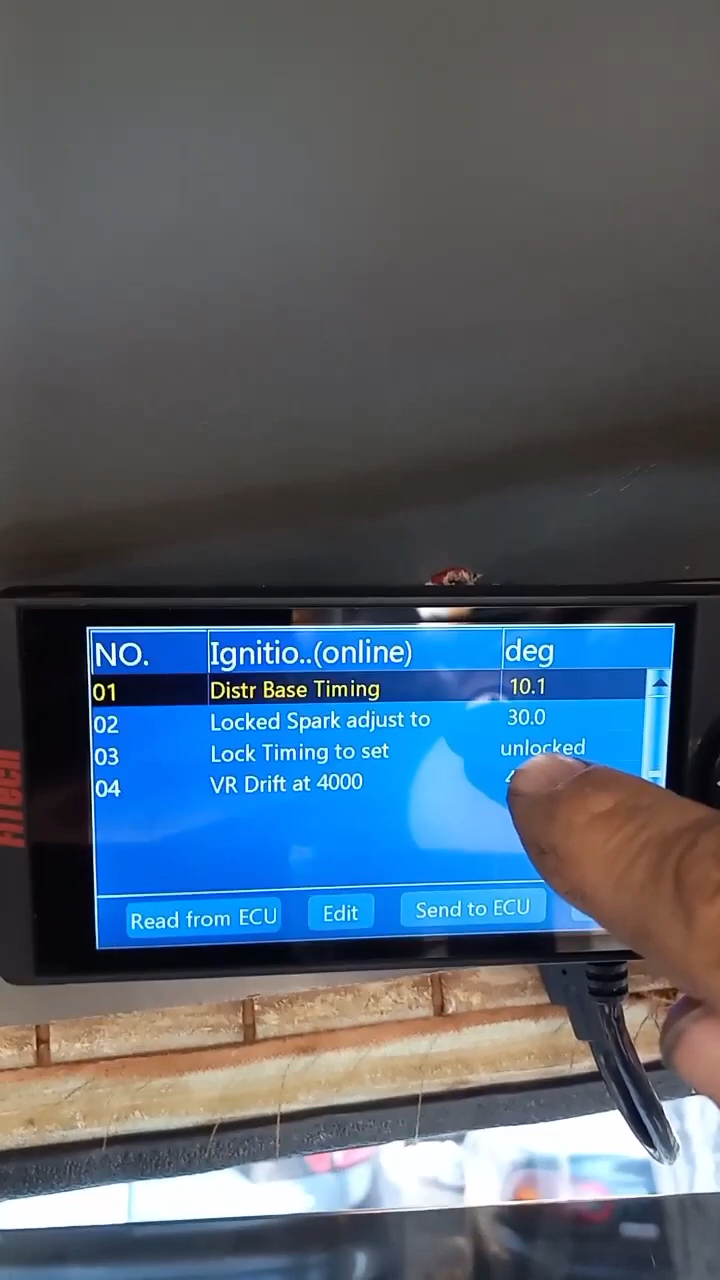 NO. Ignitio..(online) deg
01 Distr Base Timing 10.1
02 Locked Spark adjust to 30.0
03 Lock Timing to set unlocked
04 VR Drift at 4000
Read from ECU Edit Send to ECU
FiTech